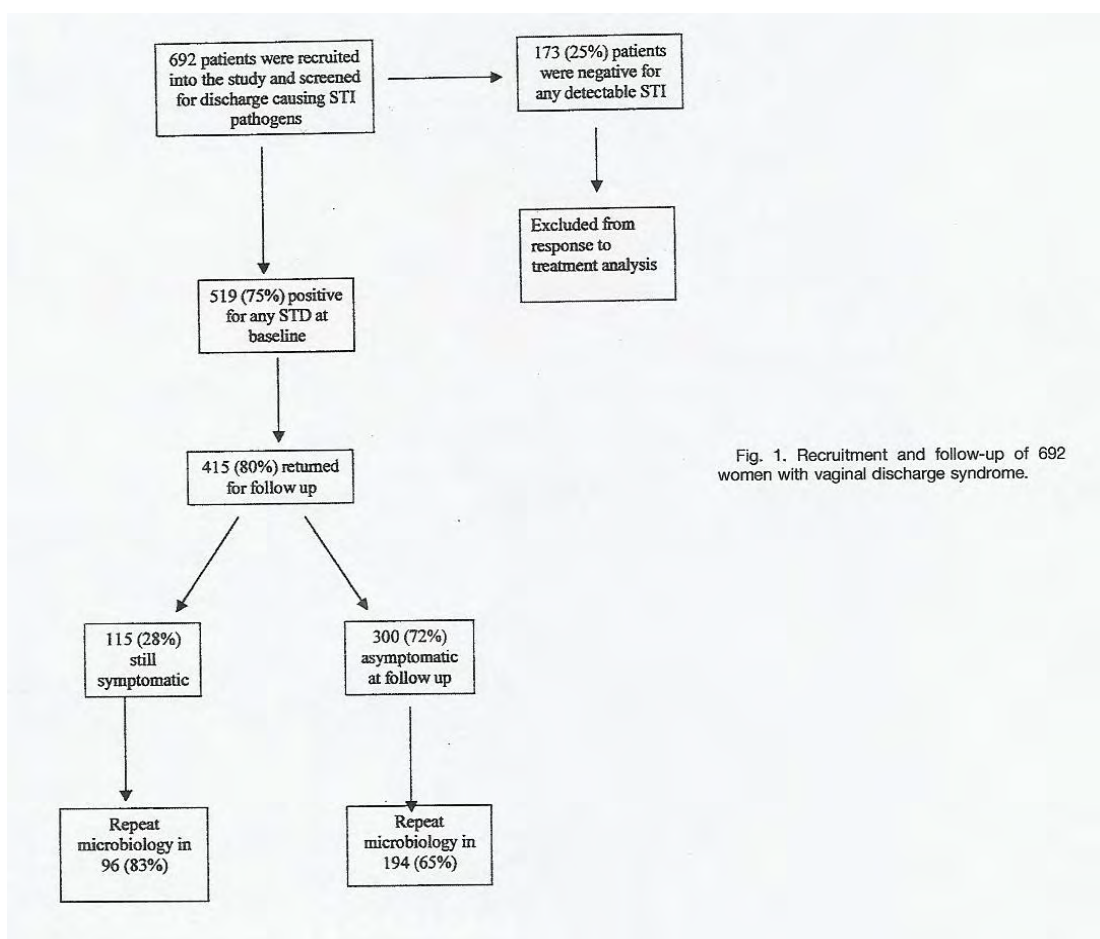 692 patients were recruited
into the study and screened
for discharge causing STI
pathogens
173 (25%) patients
were negative for
any detectable STI
Excluded from
response to
treatment analysis
519 (75%) positive
for any STD at
baseline
415 (80%) returned
for follow up
Fig. 1. Recruitment and follow-up of 692
women with vaginal discharge syndrome.
115 (28%)
still
symptomatic
300 (72%)
asymptomatic
at follow up
Repeat
microbiology in
96 (83%)
Repeat
microbiology in
194 (65%)